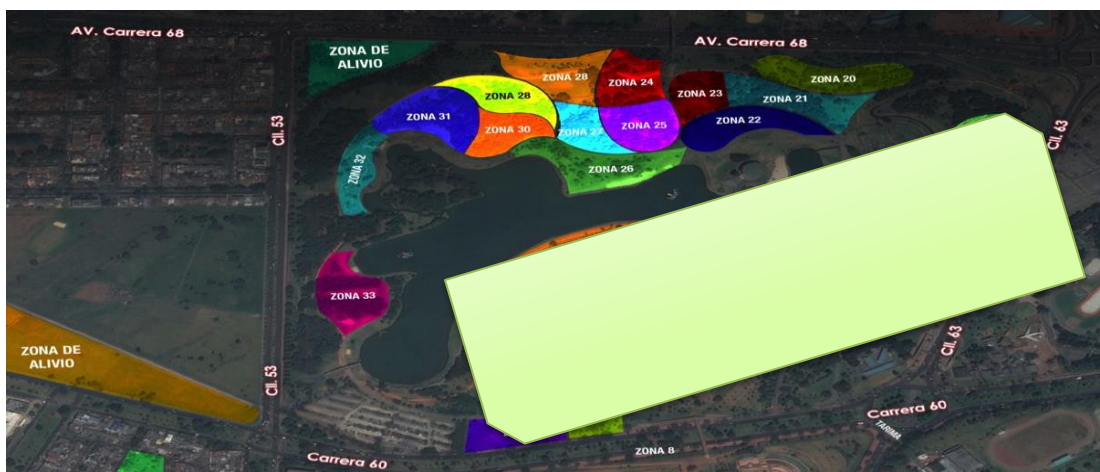 AV. Carrera 68
AV. Carrera 68
ZONA DE
ALIVIO
ZONA 28
ZONA 24
ZONA 20
ZONA 28
ZONA 23
ZONA 21
ZONA 31
ZONA 30
ZONA 27
ZONA 25
ZONA 22
Cll. 53
Cll. 63
ZONA 32
ZONA 26
ZONA 33
ZONA DE
ALIVIO
Cll. 53
Cll. 63
Carrera 60
TARIMA
ZONA 8
Carrera 60